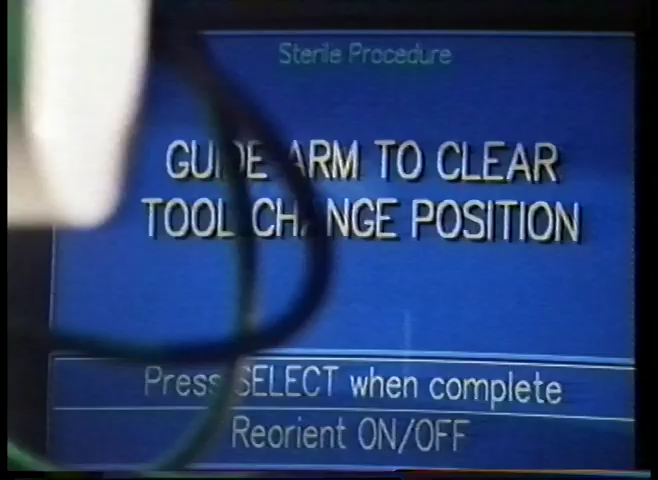 Sterile Procedure
GUIDE ARM TO CLEAR
TOOL CHANGE POSITION
Press SELECT when complete
Reorient ON/OFF